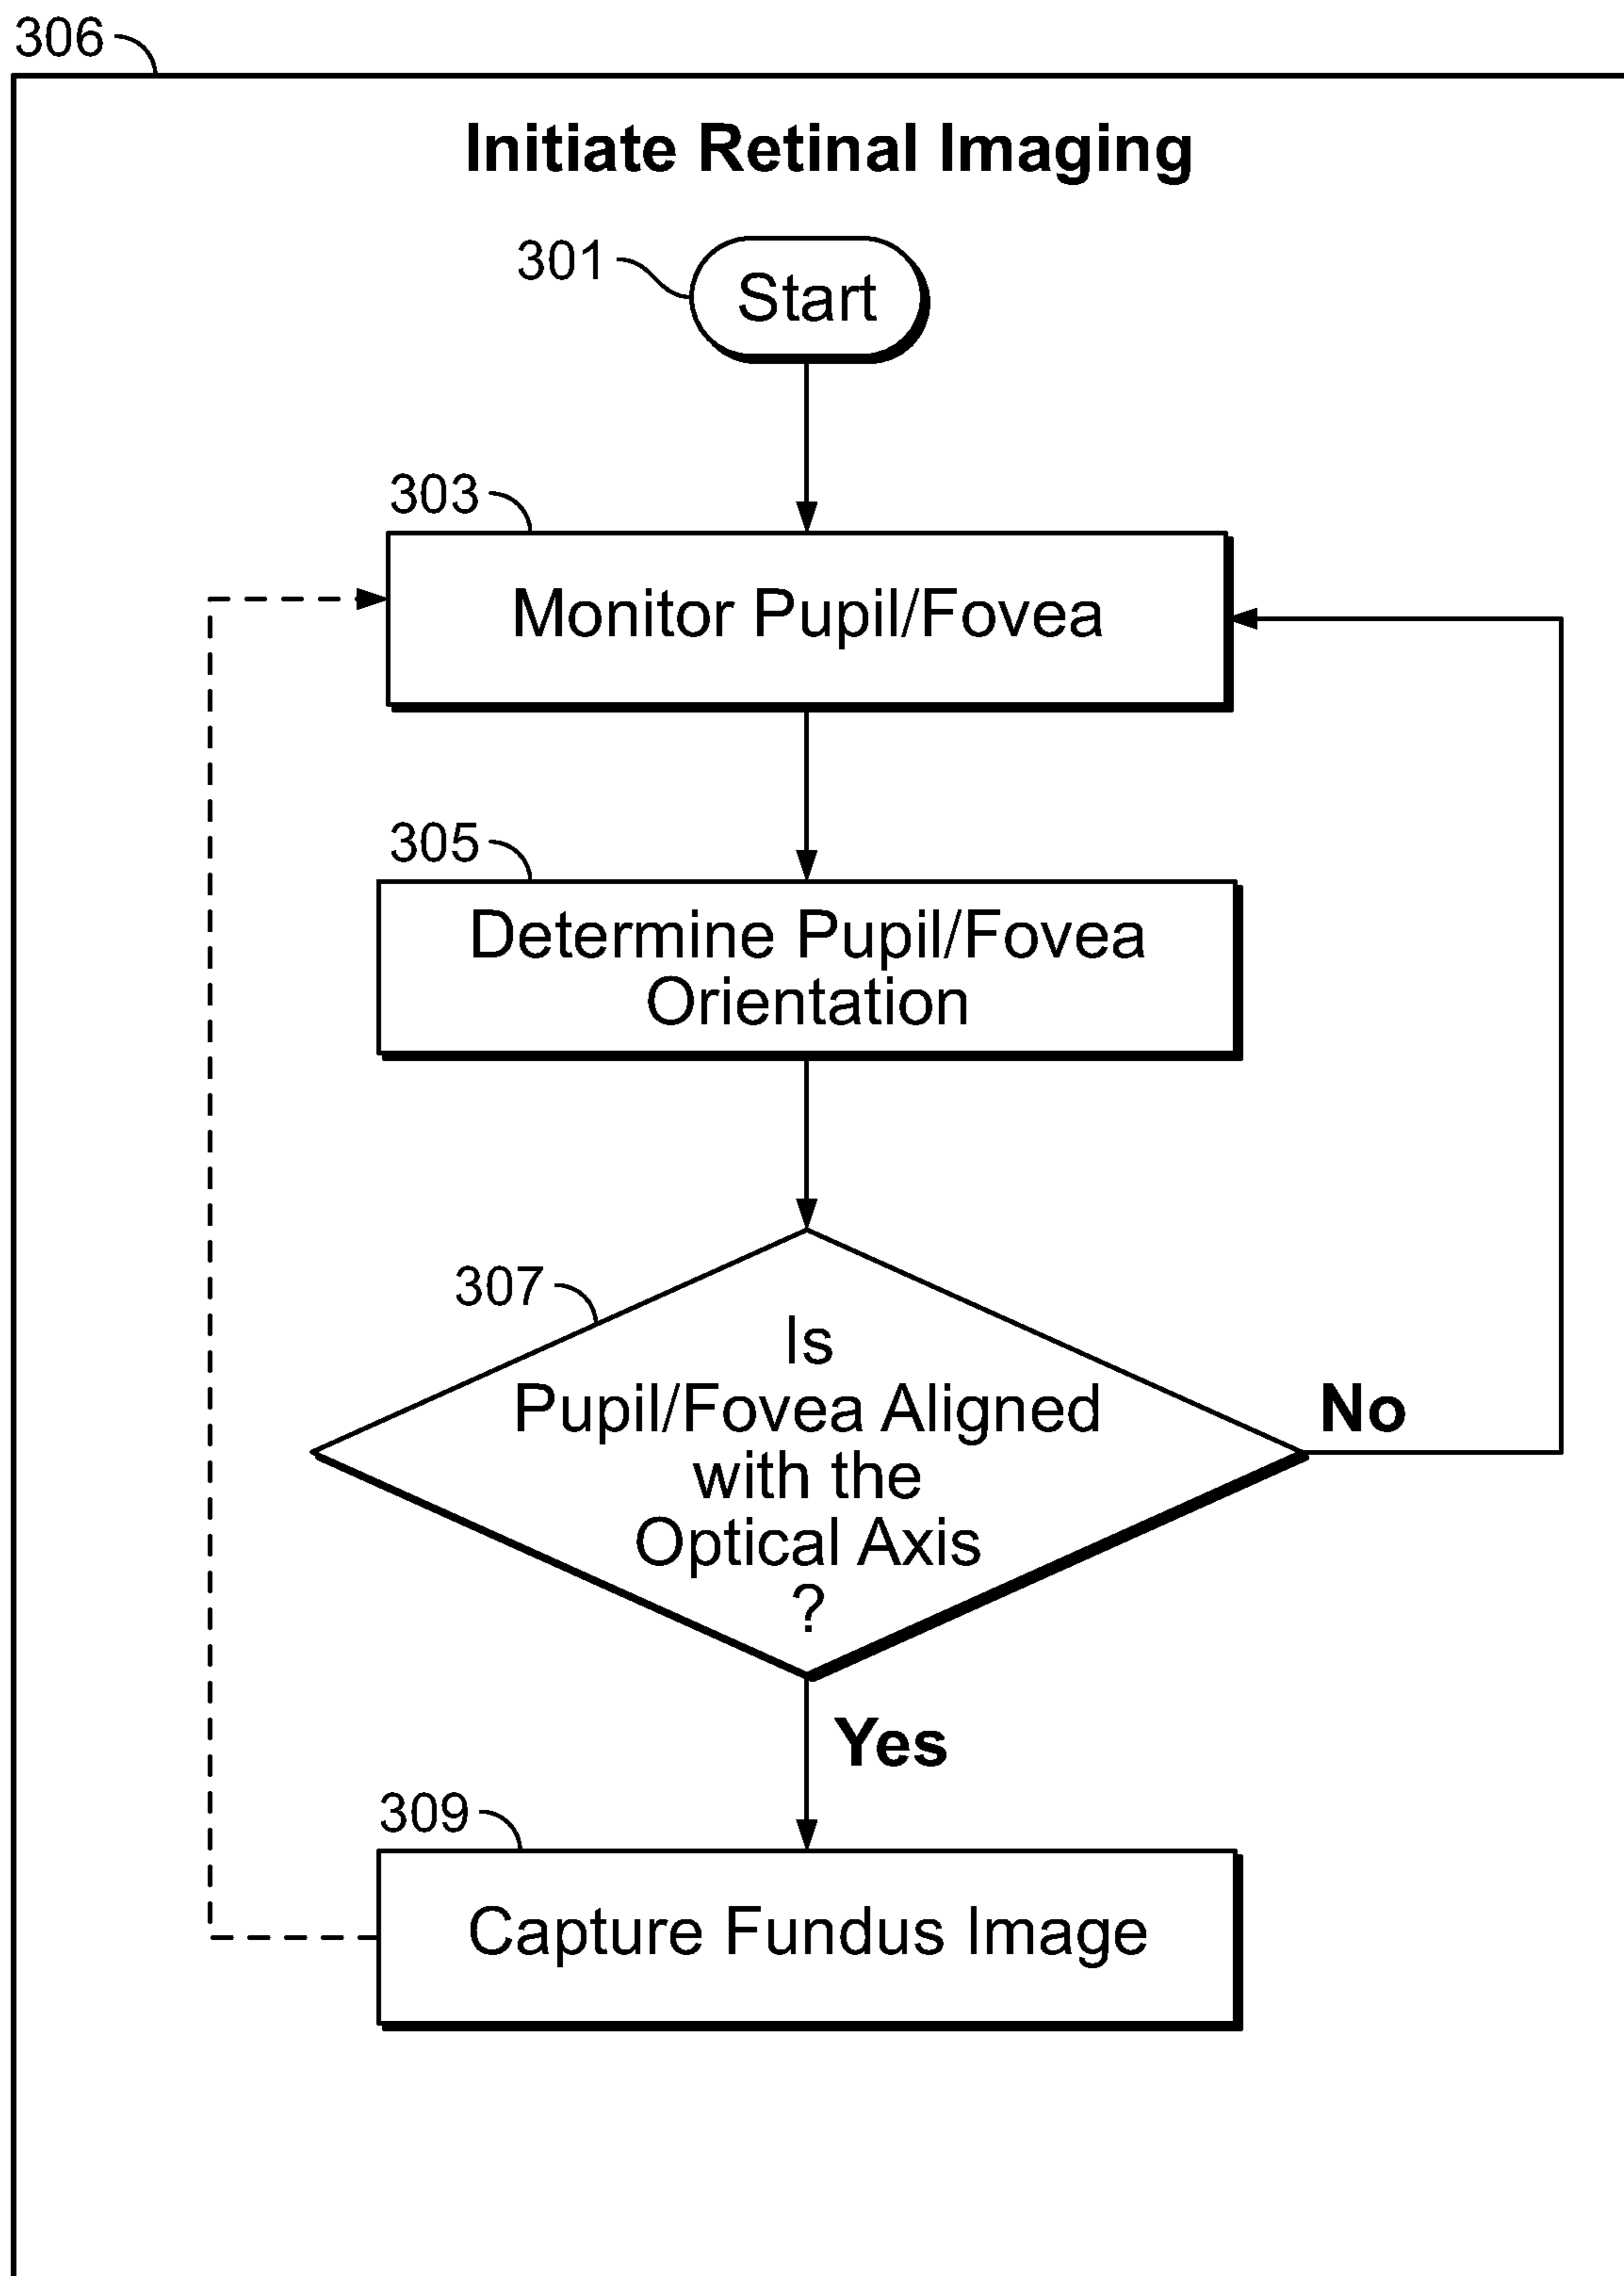 306
Initiate Retinal Imaging
301
Start
303
Monitor Pupil/Fovea
305
Determine Pupil/Fovea
Orientation
307
Is
Pupil/Fovea Aligned
with the
Optical Axis
?
No
Yes
309
Capture Fundus Image